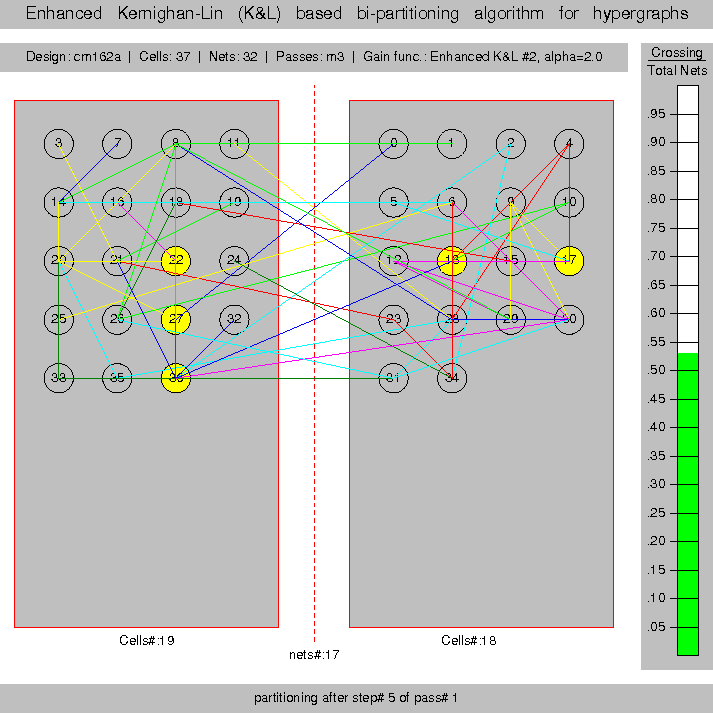 Enhanced Kernighan-Lin (K&L) based bi-partitioning algorithm for hypergraphs
Design: cm162a | Cells: 37 | Nets: 32 | Passes: m3 | Gain func.: Enhanced K&L #2, alpha=2.0
Crossing
Total Nets
3 7 8 11 0 1 2 4
14 16 18 19 5 6 9 10
20 21 22 24 12 13 15 17
25 26 27 32 23 28 29 30
33 35 36 31 34
.95
.90
.85
.80
.75
.70
.65
.60
.55
.50
.45
.40
.35
.30
.25
.20
.15
.10
.05
Cells#:19
Cells#:18
nets#:17
partitioning after step# 5 of pass# 1